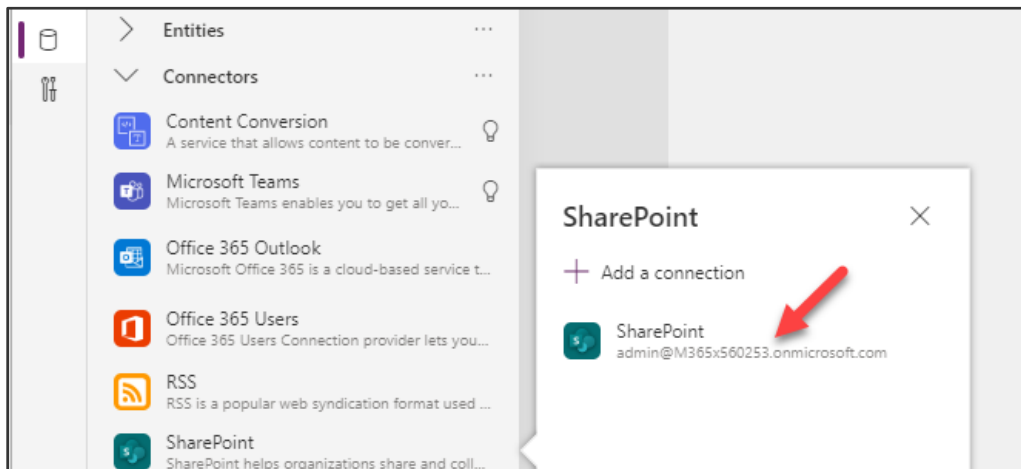 Entities
Connectors
Content Conversion
A service that allows content to be conver...
Microsoft Teams
Microsoft Teams enables you to get all yo...
Office 365 Outlook
Microsoft Office 365 is a cloud-based service t...
Office 365 Users
Office 365 Users Connection provider lets you...
RSS
RSS is a popular web syndication format used ...
SharePoint
SharePoint helps organizations share and coll...
SharePoint
Add a connection
SharePoint
admin@M365x560253.onmicrosoft.com